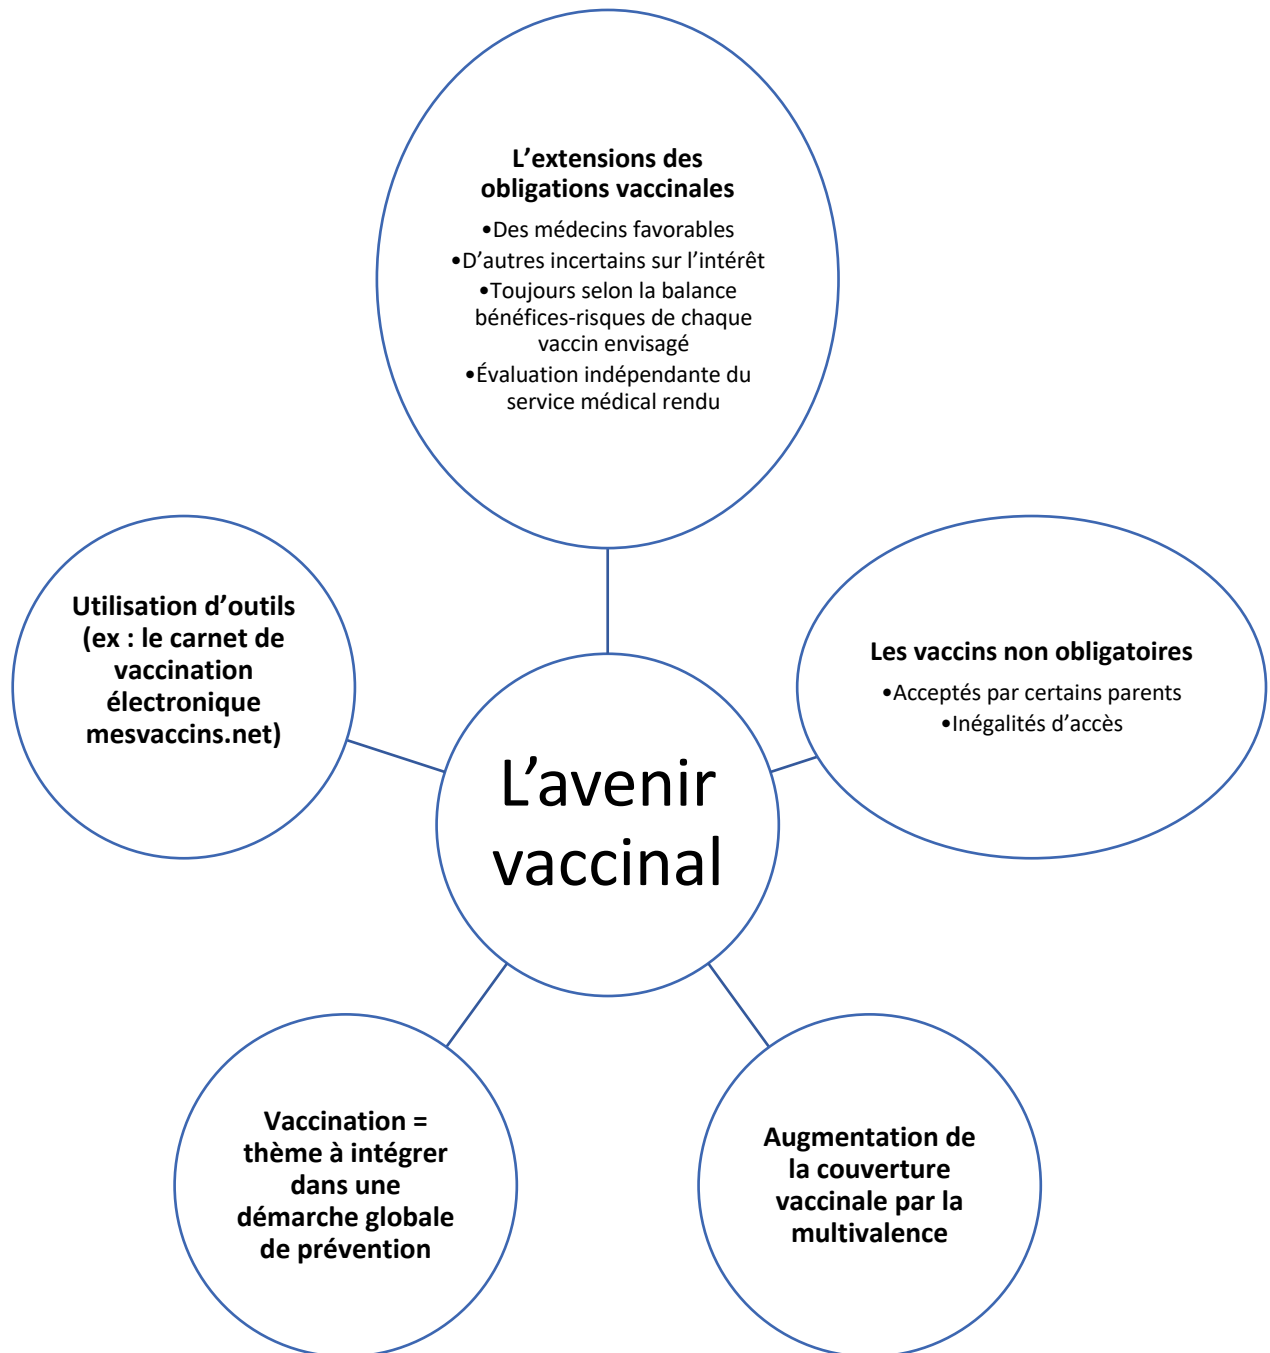 L'extensions des
obligations vaccinales
•Des médecins favorables
•D'autres incertains sur l'intérêt
•Toujours selon la balance
bénéfices-risques de chaque
vaccin envisagé
•Évaluation indépendante du
service médical rendu
Utilisation d'outils
(ex : le carnet de
vaccination
électronique
mesvaccins.net)
Les vaccins non obligatoires
•Acceptés par certains parents
•Inégalités d'accès
L'avenir
vaccinal
Vaccination =
thème à intégrer
dans une
démarche globale
de prévention
Augmentation de
la couverture
vaccinale par la
multivalence